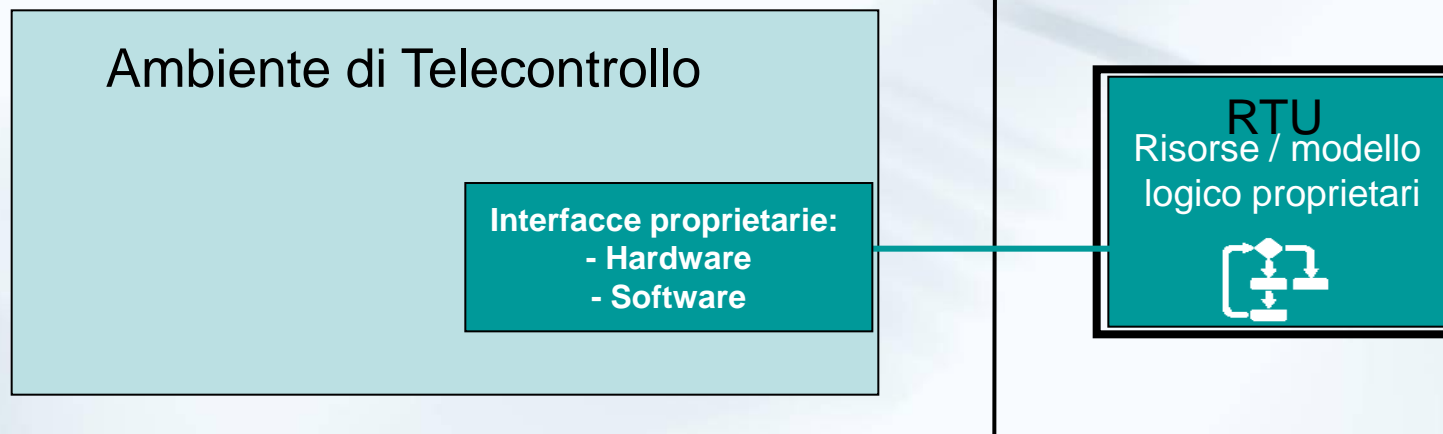 Ambiente di Telecontrollo
Interfacce proprietarie:
- Hardware
- Software
RTU
Risorse / modello
logico proprietari